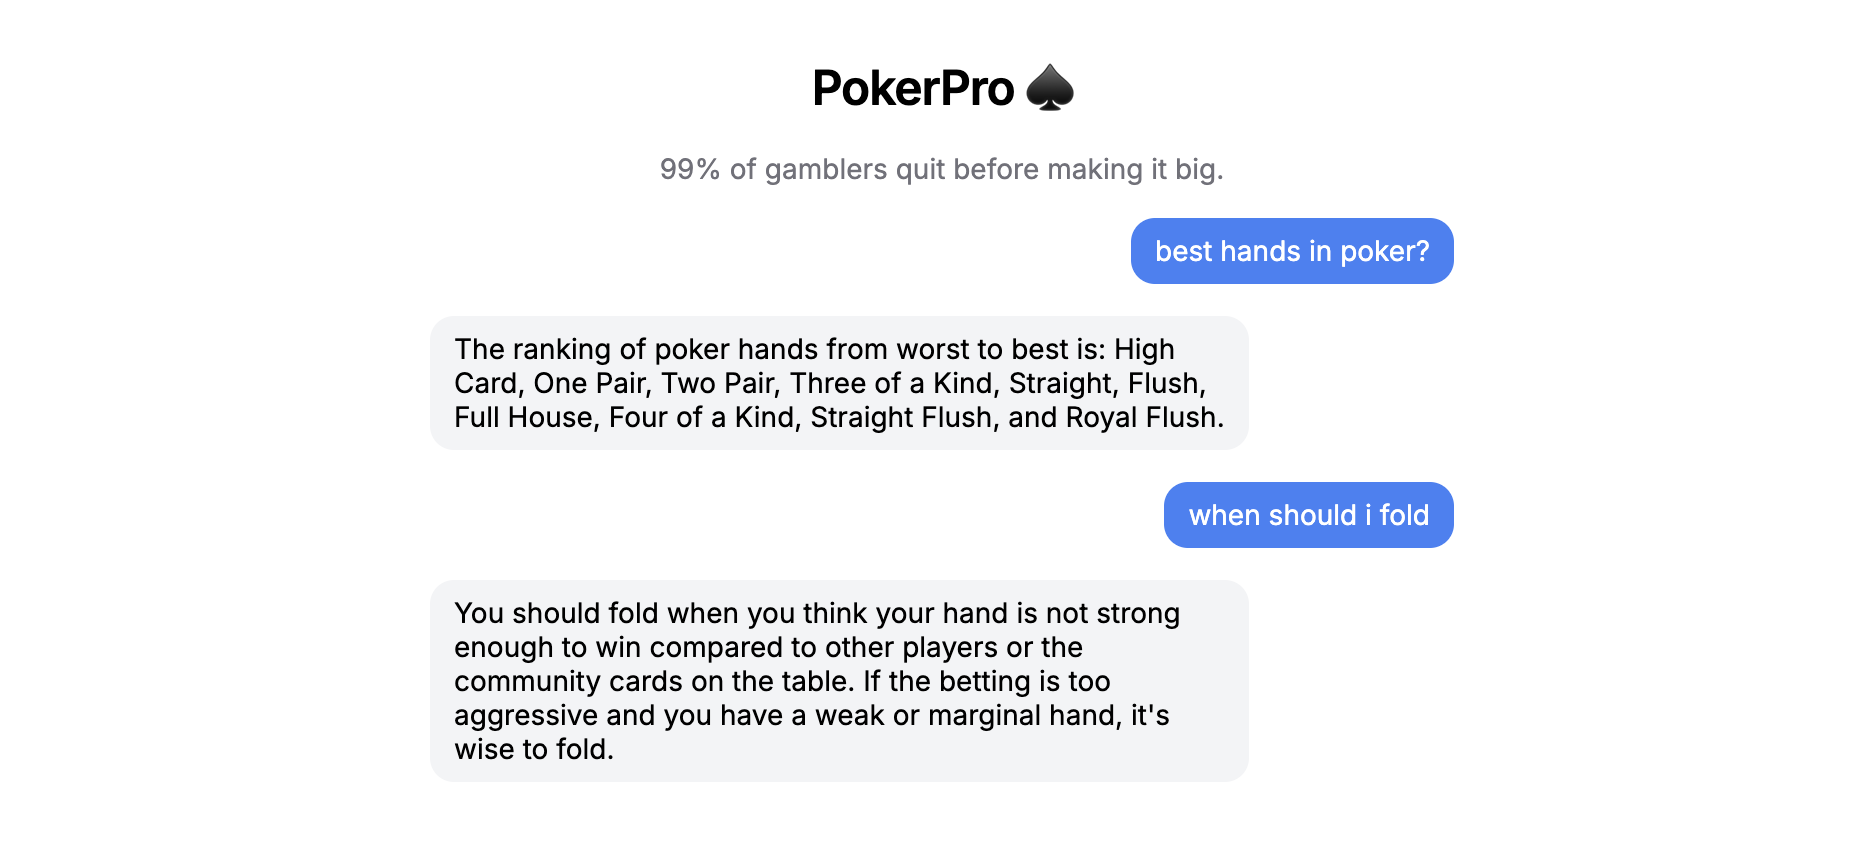 PokerPro ♠
99% of gamblers quit before making it big.
best hands in poker?
The ranking of poker hands from worst to best is: High
Card, One Pair, Two Pair, Three of a Kind, Straight, Flush,
Full House, Four of a Kind, Straight Flush, and Royal Flush.
when should i fold
You should fold when you think your hand is not strong
enough to win compared to other players or the
community cards on the table. If the betting is too
aggressive and you have a weak or marginal hand, it's
wise to fold.